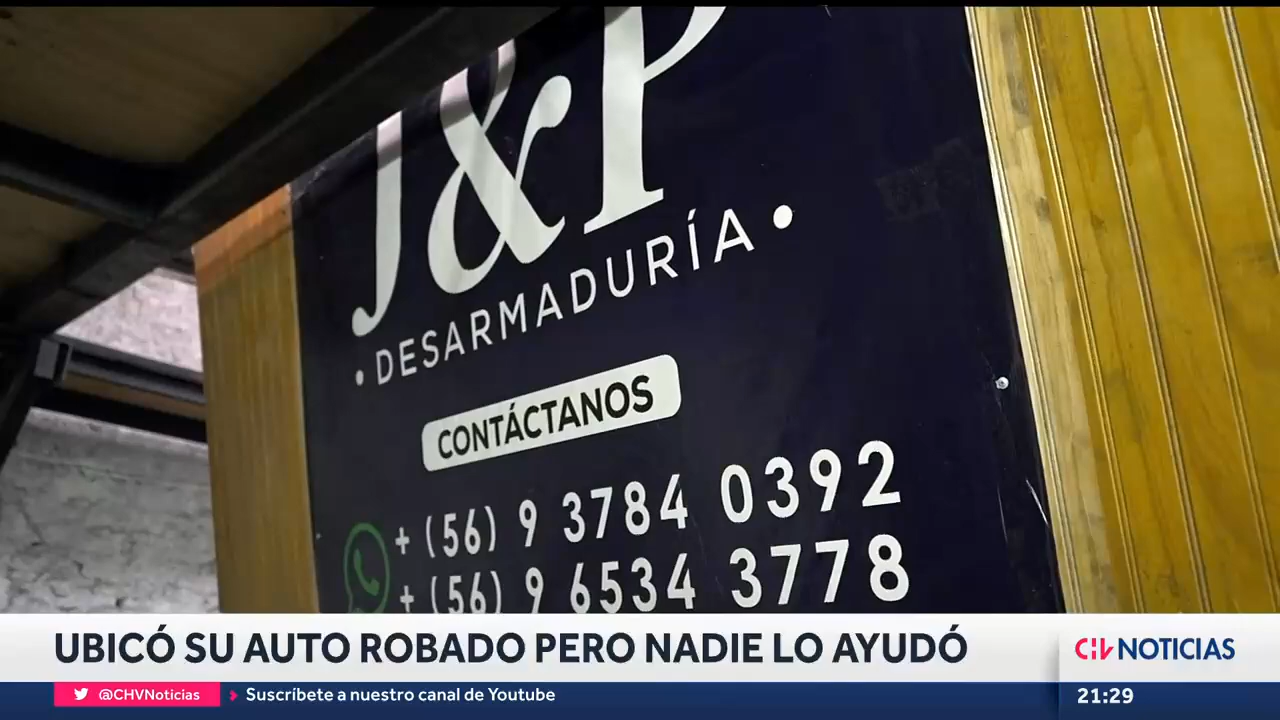 J&P
• DESARMADURÍA •
CONTÁCTANOS
+ (56) 9 3784 0392
+ (56) 9 6534 3778
UBICÓ SU AUTO ROBADO PERO NADIE LO AYUDÓ
CHV NOTICIAS
@CHVNoticias
Suscríbete a nuestro canal de Youtube
21:29